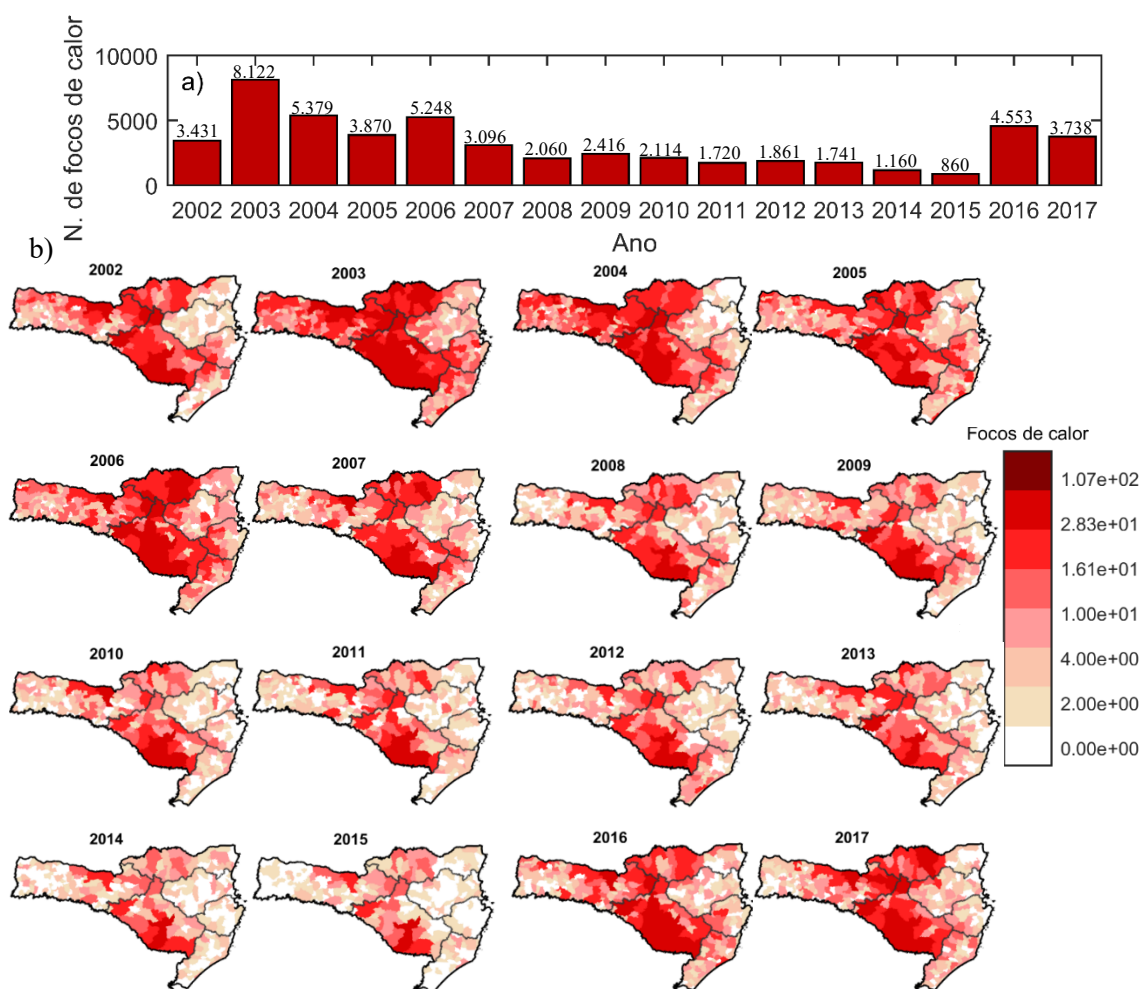 10000
5000
0
N. de focos de calor
a)
3.431
8.122
5.379
3.870
5.248
3.096
2.060
2.416
2.114
1.720
1.861
1.741
1.160
860
4.553
3.738
2002 2003 2004 2005 2006 2007 2008 2009 2010 2011 2012 2013 2014 2015 2016 2017
Ano
b)
2002 2003 2004 2005
2006 2007 2008 2009
2010 2011 2012 2013
2014 2015 2016 2017
Focos de calor
1.07e+02
2.83e+01
1.61e+01
1.00e+01
4.00e+00
2.00e+00
0.00e+00